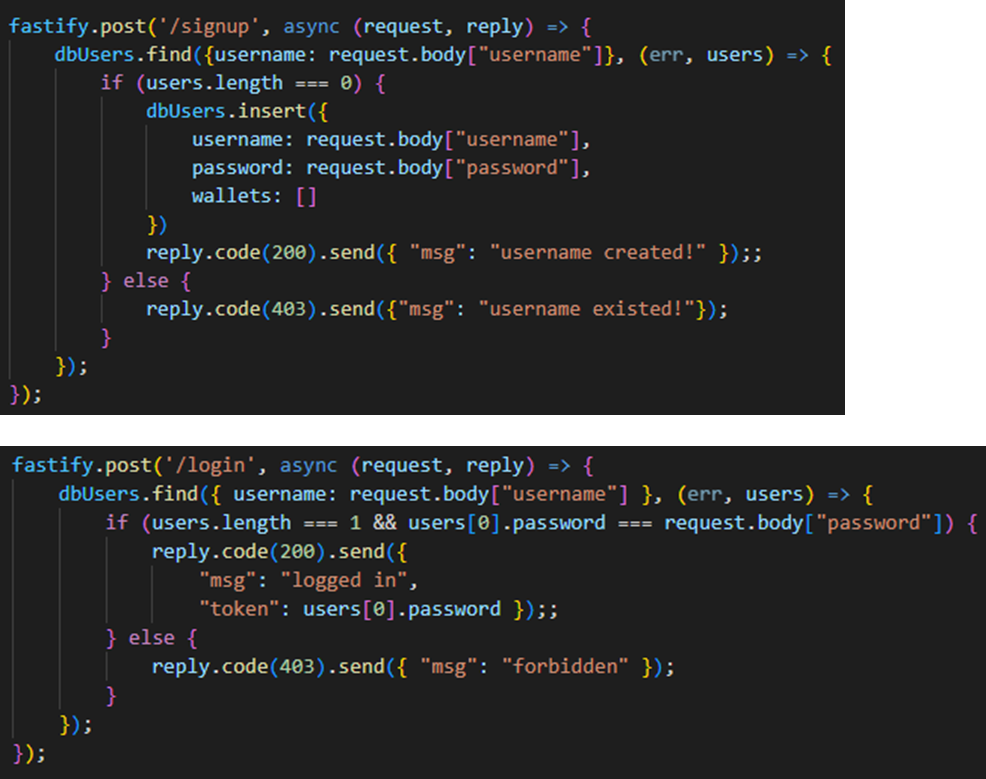 fastify.post('/signup', async (request, reply) => {
    dbUsers.find({username: request.body["username"]}, (err, users) => {
        if (users.length === 0) {
            dbUsers.insert({
                username: request.body["username"],
                password: request.body["password"],
                wallets: []
            })
            reply.code(200).send({ "msg": "username created!" });;
        } else {
            reply.code(403).send({"msg": "username existed!"});
        }
    });
});
fastify.post('/login', async (request, reply) => {
    dbUsers.find({ username: request.body["username"] }, (err, users) => {
        if (users.length === 1 && users[0].password === request.body["password"]) {
            reply.code(200).send({
                "msg": "logged in",
                "token": users[0].password });;
        } else {
            reply.code(403).send({ "msg": "forbidden" });
        }
    });
});